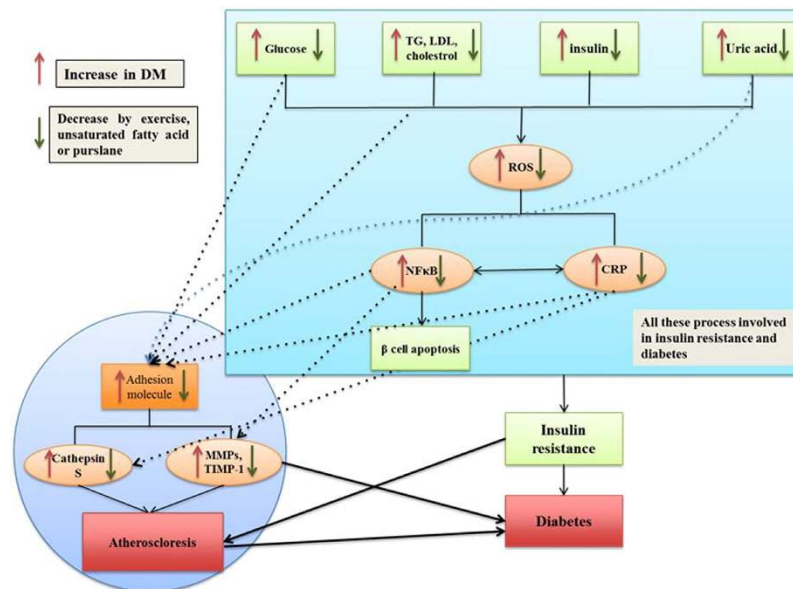 Glucose
TG, LDL,
cholestrol
insulin
Uric acid
Increase in DM
Decrease by exercise,
unsaturated fatty acid
or purslane
ROS
NFκB
CRP
β cell apoptosis
All these process involved
in insulin resistance and
diabetes
Adhesion
molecule
Cathepsin
S
MMPs,
TIMP-1
Insulin
resistance
Atheroscloresis
Diabetes